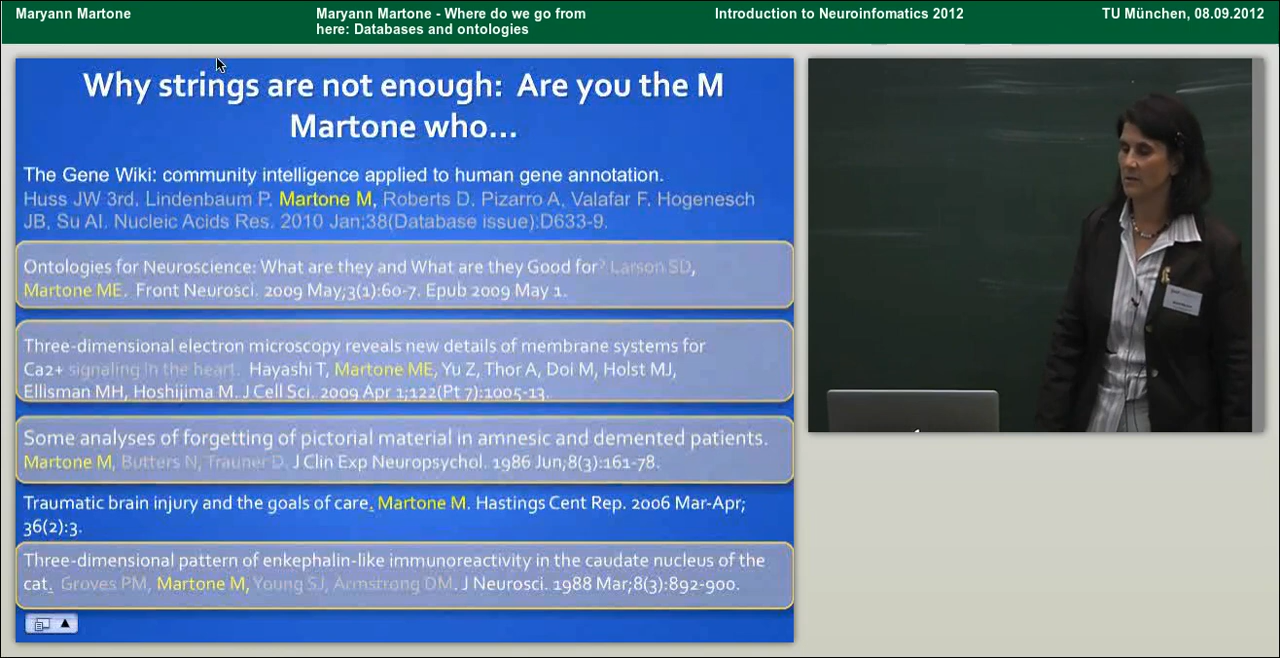 Maryann Martone
Maryann Martone - Where do we go from
here: Databases and ontologies
Introduction to Neuroinfomatics 2012
TU München, 08.09.2012
Why strings are not enough: Are you the M
Martone who...
The Gene Wiki: community intelligence applied to human gene annotation.
Huss JW 3rd, Lindenbaum P, Martone M, Roberts D, Pizarro A, Valafar F, Hogenesch
JB, Su AI. Nucleic Acids Res. 2010 Jan;38(Database issue):D633-9.
Ontologies for Neuroscience: What are they and What are they Good for? Larson SD,
Martone ME. Front Neurosci. 2009 May;3(1):60-7. Epub 2009 May 1.
Three-dimensional electron microscopy reveals new details of membrane systems for
Ca2+ signaling in the heart. Hayashi T, Martone ME, Yu Z, Thor A, Doi M, Holst MJ,
Ellisman MH, Hoshijima M. J Cell Sci. 2009 Apr 1;122(Pt 7):1005-13.
Some analyses of forgetting of pictorial material in amnesic and demented patients.
Martone M, Butters N, Trauner D. J Clin Exp Neuropsychol. 1986 Jun;8(3):161-78.
Traumatic brain injury and the goals of care. Martone M. Hastings Cent Rep. 2006 Mar-Apr;
36(2):3.
Three-dimensional pattern of enkephalin-like immunoreactivity in the caudate nucleus of the
cat. Groves PM, Martone M, Young SJ, Armstrong DM. J Neurosci. 1988 Mar;8(3):892-900.